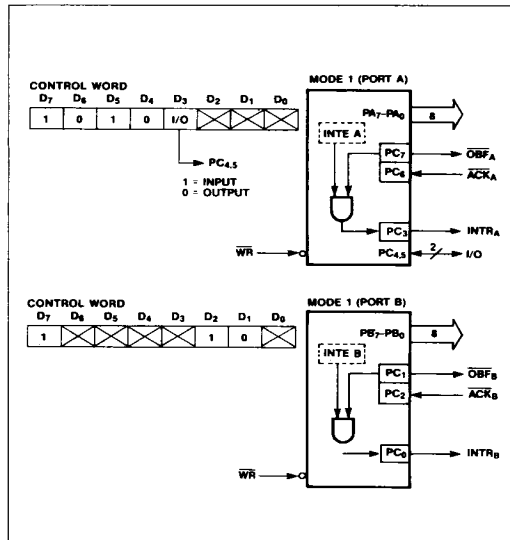 MODE 1 (PORT A)
CONTROL WORD
D7 D6 D5 D4 D3 D2 D1 D0
1 0 1 0 I/O
PC4,5
1 = INPUT
0 = OUTPUT
PA7-PA0
8
INTE A
PC7
OBFA
PC6
ACKA
PC3
INTRA
WR
PC4,5
2
I/O
MODE 1 (PORT B)
CONTROL WORD
D7 D6 D5 D4 D3 D2 D1 D0
1 1 0
PB7-PB0
8
INTE B
PC1
OBFB
PC2
ACKB
PC0
INTRB
WR